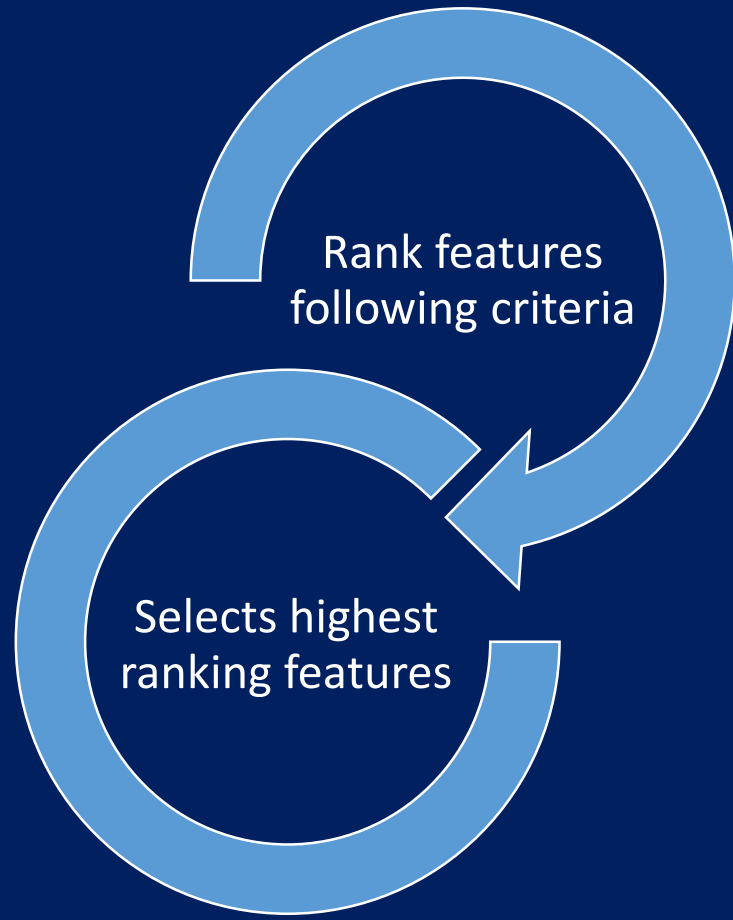 Rank features
following criteria
Selects highest
ranking features